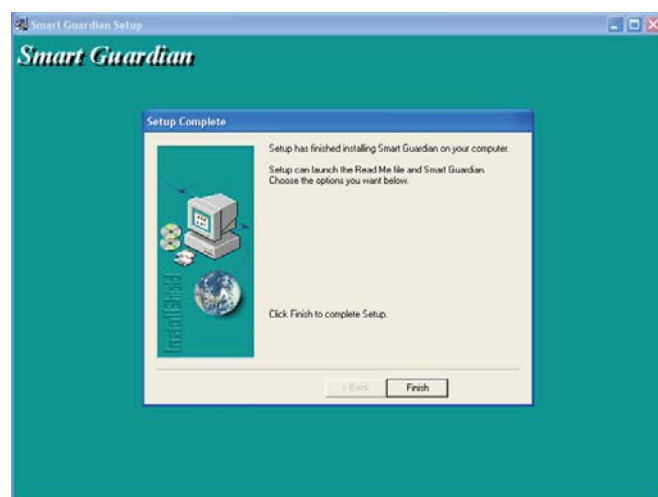 Smart Guardian Setup
Smart Guardian
Setup Complete
Setup has finished installing Smart Guardian on your computer.
Setup can launch the Read Me file and Smart Guardian.
Choose the options you want below.
InstallShield
Click Finish to complete Setup.
< Back
Finish